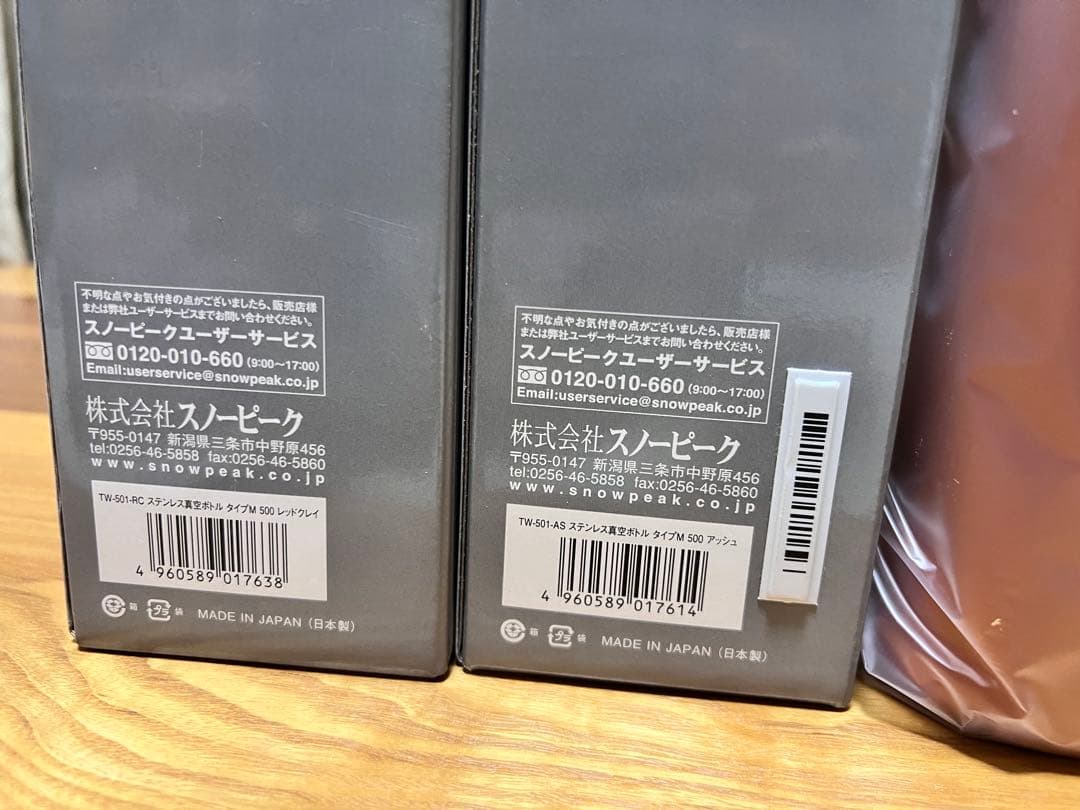 不明な点やお気付きの点がございましたら、販売店様
または弊社ユーザーサービスまでお問い合わせください。
スノーピークユーザーサービス
0120-010-660 (9:00〜17:00)
Email:userservice@snowpeak.co.jp
株式会社スノーピーク
〒955-0147 新潟県三条市中野原456
tel:0256-46-5858 fax:0256-46-5860
www.snowpeak.co.jp
TW-501-RC ステンレス真空ボトル タイプM 500 レッドクレイ
4 960589 017638
箱 プラ 袋 MADE IN JAPAN (日本製)
不明な点やお気付きの点がございましたら、販売店様
または弊社ユーザーサービスまでお問い合わせください。
スノーピークユーザーサービス
0120-010-660 (9:00〜17:00)
Email:userservice@snowpeak.co.jp
株式会社スノーピーク
〒955-0147 新潟県三条市中野原456
tel:0256-46-5858 fax:0256-46-5860
www.snowpeak.co.jp
TW-501-AS ステンレス真空ボトル タイプM 500 アッシュ
4 960589 017614
箱 プラ 袋 MADE IN JAPAN (日本製)